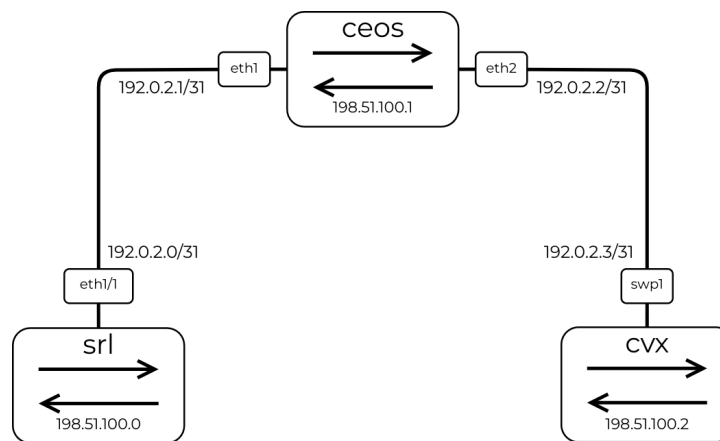 ceos
eth1
eth2
192.0.2.1/31
192.0.2.2/31
198.51.100.1
192.0.2.0/31
192.0.2.3/31
eth1/1
swp1
srl
cvx
198.51.100.0
198.51.100.2